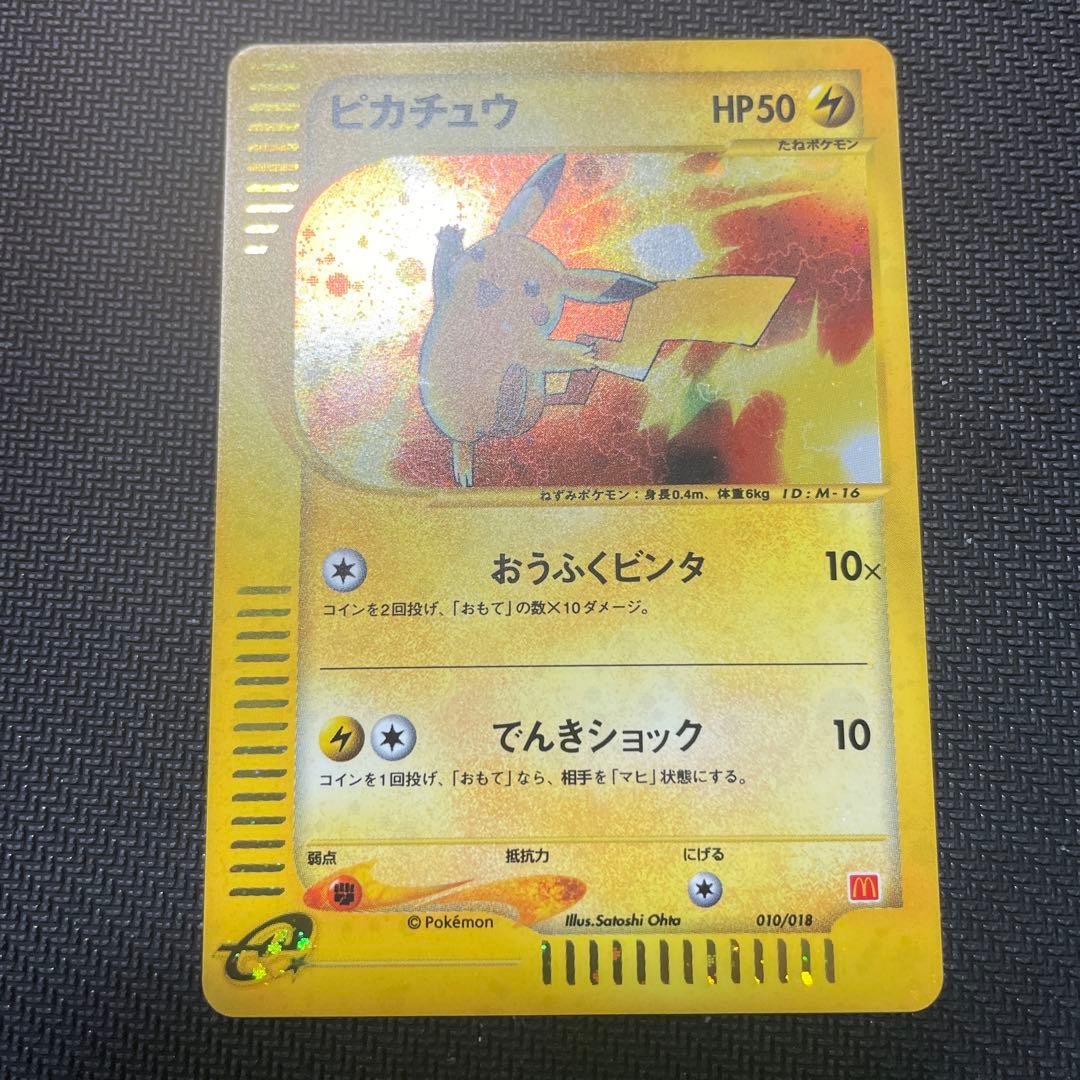 ピカチュウ HP50
たねポケモン
ねずみポケモン：身長0.4m、体重6kg ID:M-16
おうふくビンタ 10×
コインを2回投げ、「おもて」の数×10ダメージ。
でんきショック 10
コインを1回投げ、「おもて」なら、相手を「マヒ」状態にする。
弱点 抵抗力 にげる
©Pokémon Illus.Satoshi Ohta 010/018